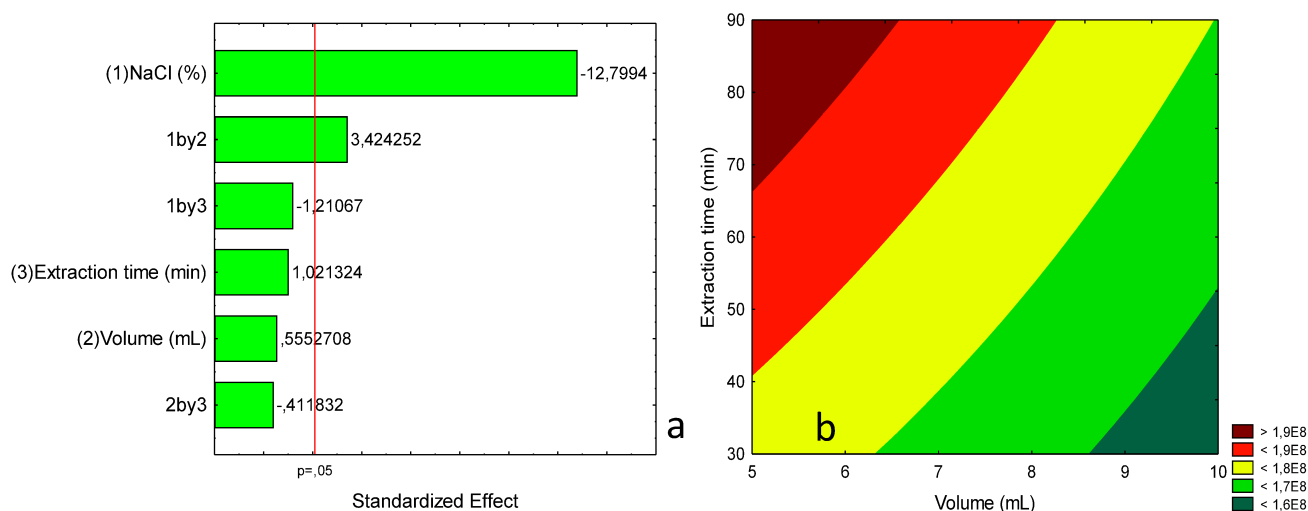 (1)NaCl (%)
-12,7994
1by2
3,424252
1by3
-1,21067
(3)Extraction time (min)
1,021324
(2)Volume (mL)
,5552708
2by3
-,411832
p=,05
Standardized Effect
a
90
80
70
60
50
40
30
Extraction time (min)
b
5
6
7
8
9
10
Volume (mL)
> 1,9E8
< 1,9E8
< 1,8E8
< 1,7E8
< 1,6E8